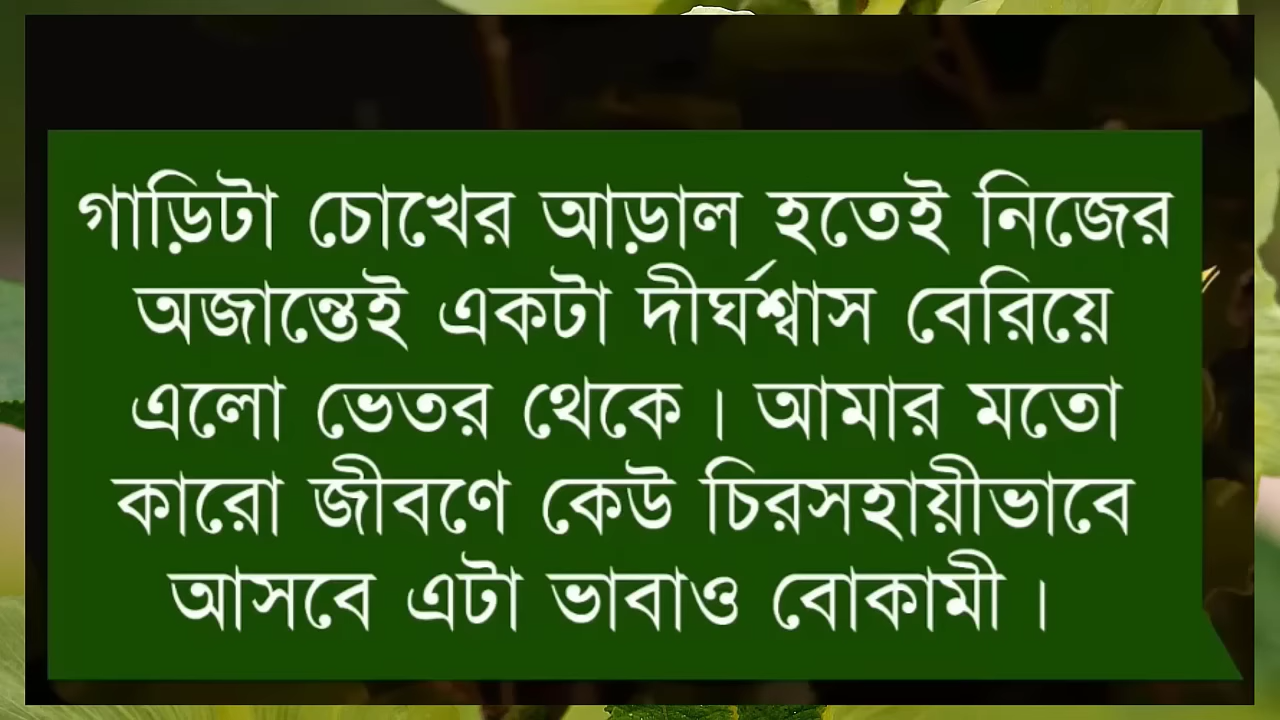 গাড়িটা চোখের আড়াল হতেই নিজের
অজান্তেই একটা দীর্ঘশ্বাস বেরিয়ে
এলো ভেতর থেকে । আমার মতো
কারো জীবণে কেউ চিরসহায়ীভাবে
আসবে এটা ভাবাও বোকামী ।